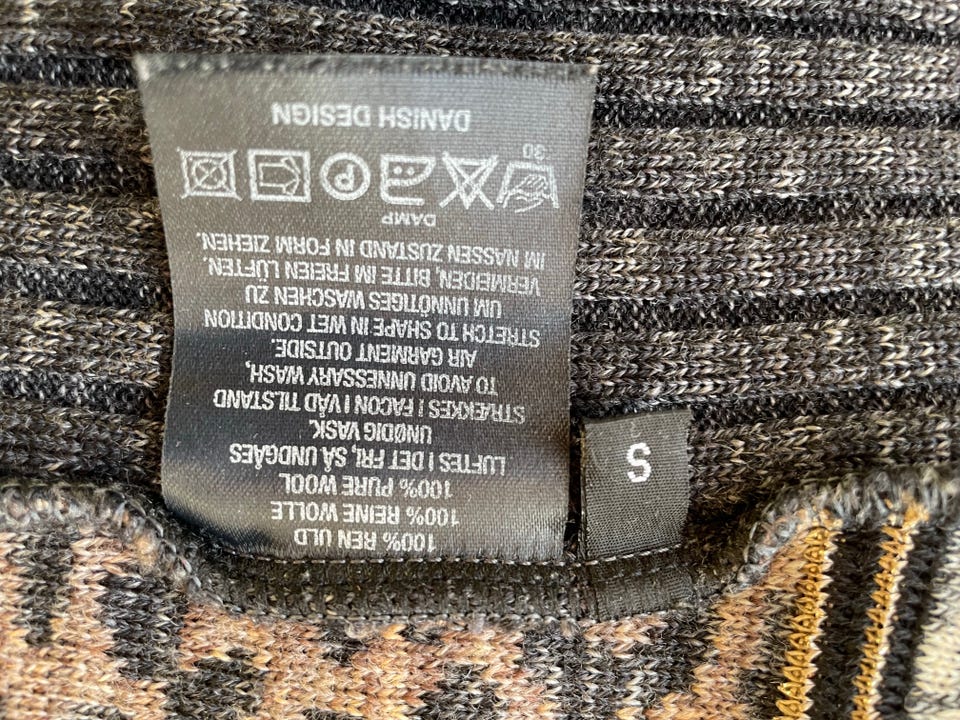 100% REN ULD
100% REINE WOLLE
100% PURE WOOL
LUFTES I DET FRI, SÅ UNDGÅES
UNØDIG VASK.
STRÆKKES I FACON I VÅD TILSTAND
TO AVOID UNNESSARY WASH,
AIR GARMENT OUTSIDE.
STRETCH TO SHAPE IN WET CONDITION
UM UNNÖTIGES WASCHEN ZU
VERMEIDEN, BITTE IM FREIEN LÜFTEN.
IM NASSEN ZUSTAND IN FORM ZIEHEN.
DAMP
30
P
DANISH DESIGN
S